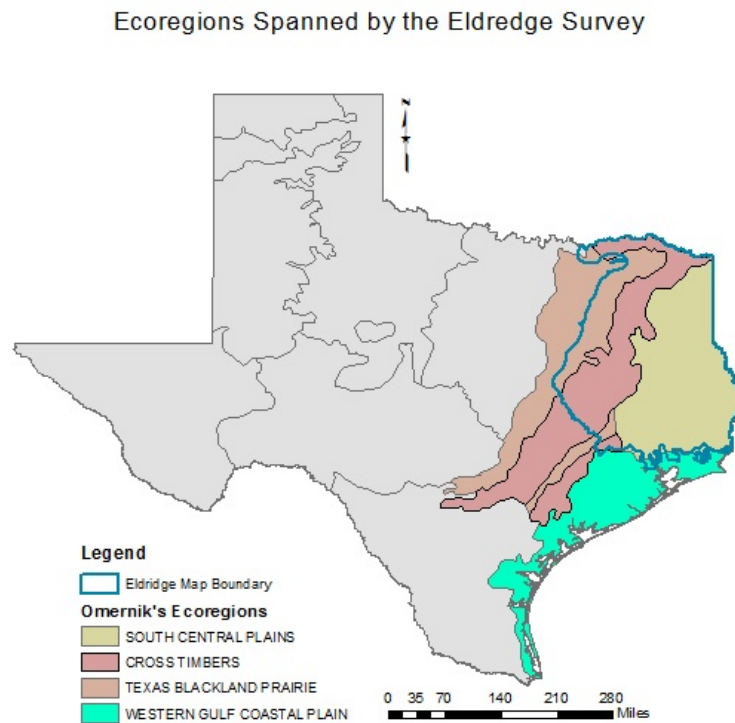 Ecoregions Spanned by the Eldredge Survey
N
Legend
Eldridge Map Boundary
Omernik's Ecoregions
SOUTH CENTRAL PLAINS
CROSS TIMBERS
TEXAS BLACKLAND PRAIRIE
WESTERN GULF COASTAL PLAIN
0 35 70 140 210 280
Miles